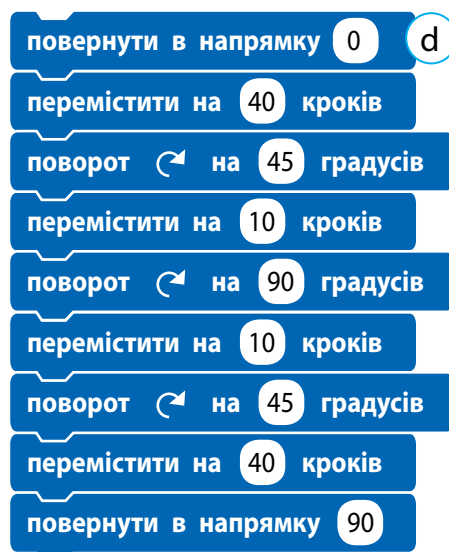 повернути в напрямку 0 d
перемістити на 40 кроків
поворот на 45 градусів
перемістити на 10 кроків
поворот на 90 градусів
перемістити на 10 кроків
поворот на 45 градусів
перемістити на 40 кроків
повернути в напрямку 90